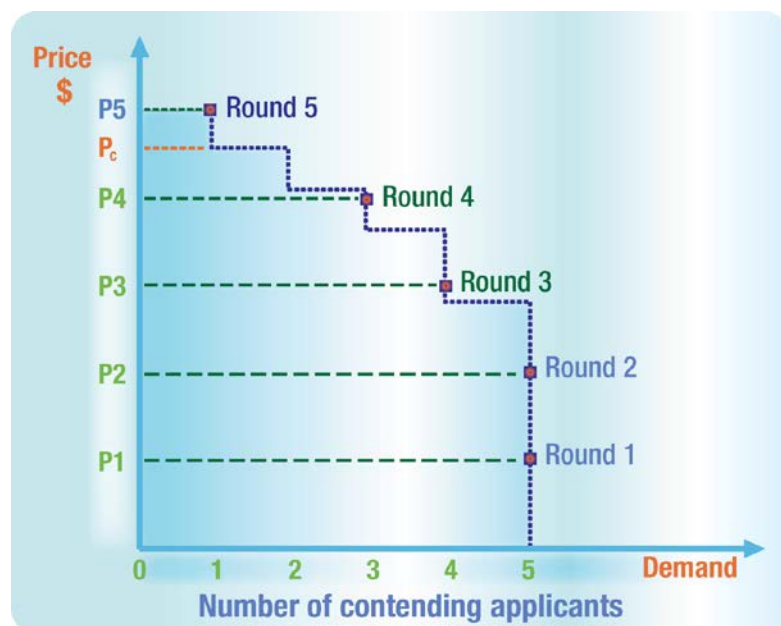 Price
$
P5
Round 5
Pc
P4
Round 4
P3
Round 3
P2
Round 2
P1
Round 1
0 1 2 3 4 5 Demand
Number of contending applicants